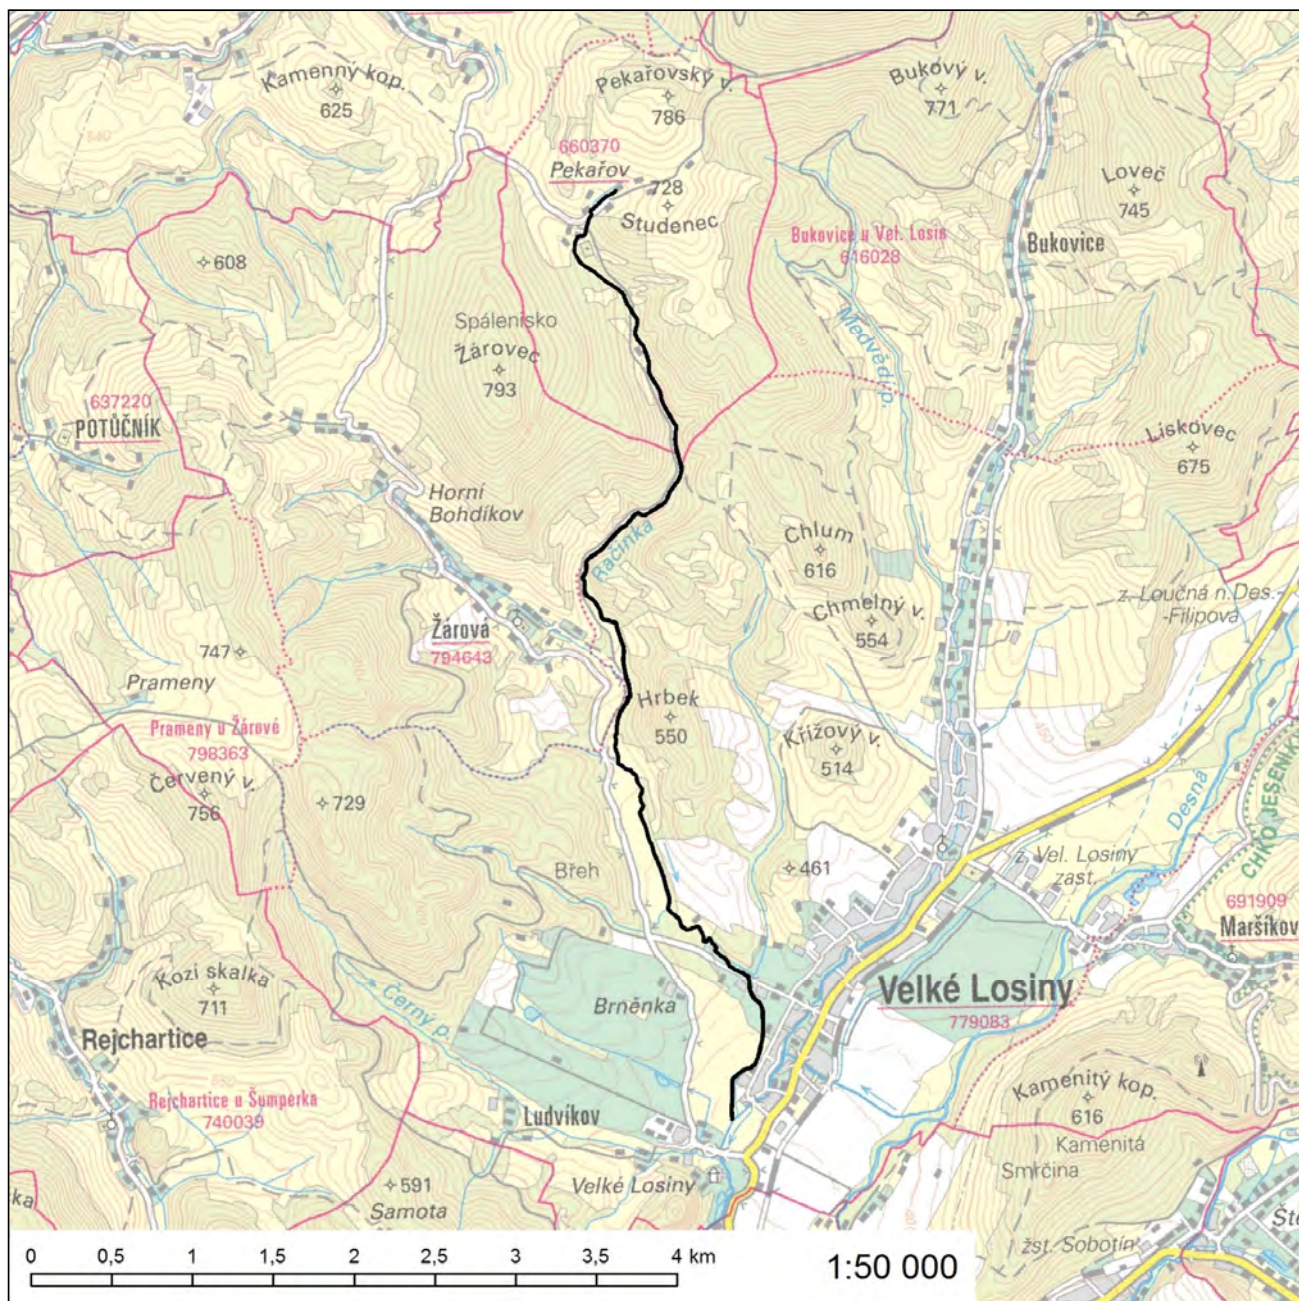 Kamenný kop.
625
Pekařovský v.
786
Bukový v.
771
660370
Pekařov
728
Studenec
Loveč
745
Bukovice u Vel. Losin
616028
Bukovice
608
Spálenisko
Žárovec
793
Medvědí p.
637220
POTŮČNÍK
Liskovec
675
Horní
Bohdíkov
Račinka
Chlum
616
Chmelný v.
554
z. Loučná n.Des.-
-Filipová
Žárová
794643
747
Prameny
Hrbek
550
Prameny u Žárové
798363
Křížový v.
514
450
Desná
CHKO JESENÍKY
Červený v.
756
729
Břeh
461
z. Vel. Losiny
zast.
691909
Maršíkov
Kozí skalka
711
Černý p.
Brněnka
Velké Losiny
779083
Rejchartice
Rejchartice u Šumperka
740039
Ludvíkov
Kamenitý kop.
616
Kamenitá
Smrčina
591
Samota
Velké Losiny
ka
Ště
žst. Sobotín
0 0,5 1 1,5 2 2,5 3 3,5 4 km
1:50 000